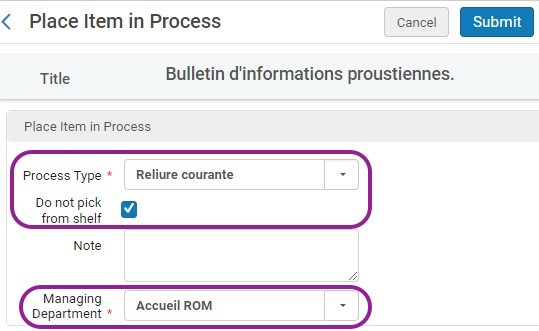 Place Item in Process
Cancel
Submit
Title
Bulletin d'informations proustiennes.
Place Item in Process
Process Type *
Reliure courante
Do not pick
from shelf
Note
Managing
Department *
Accueil ROM